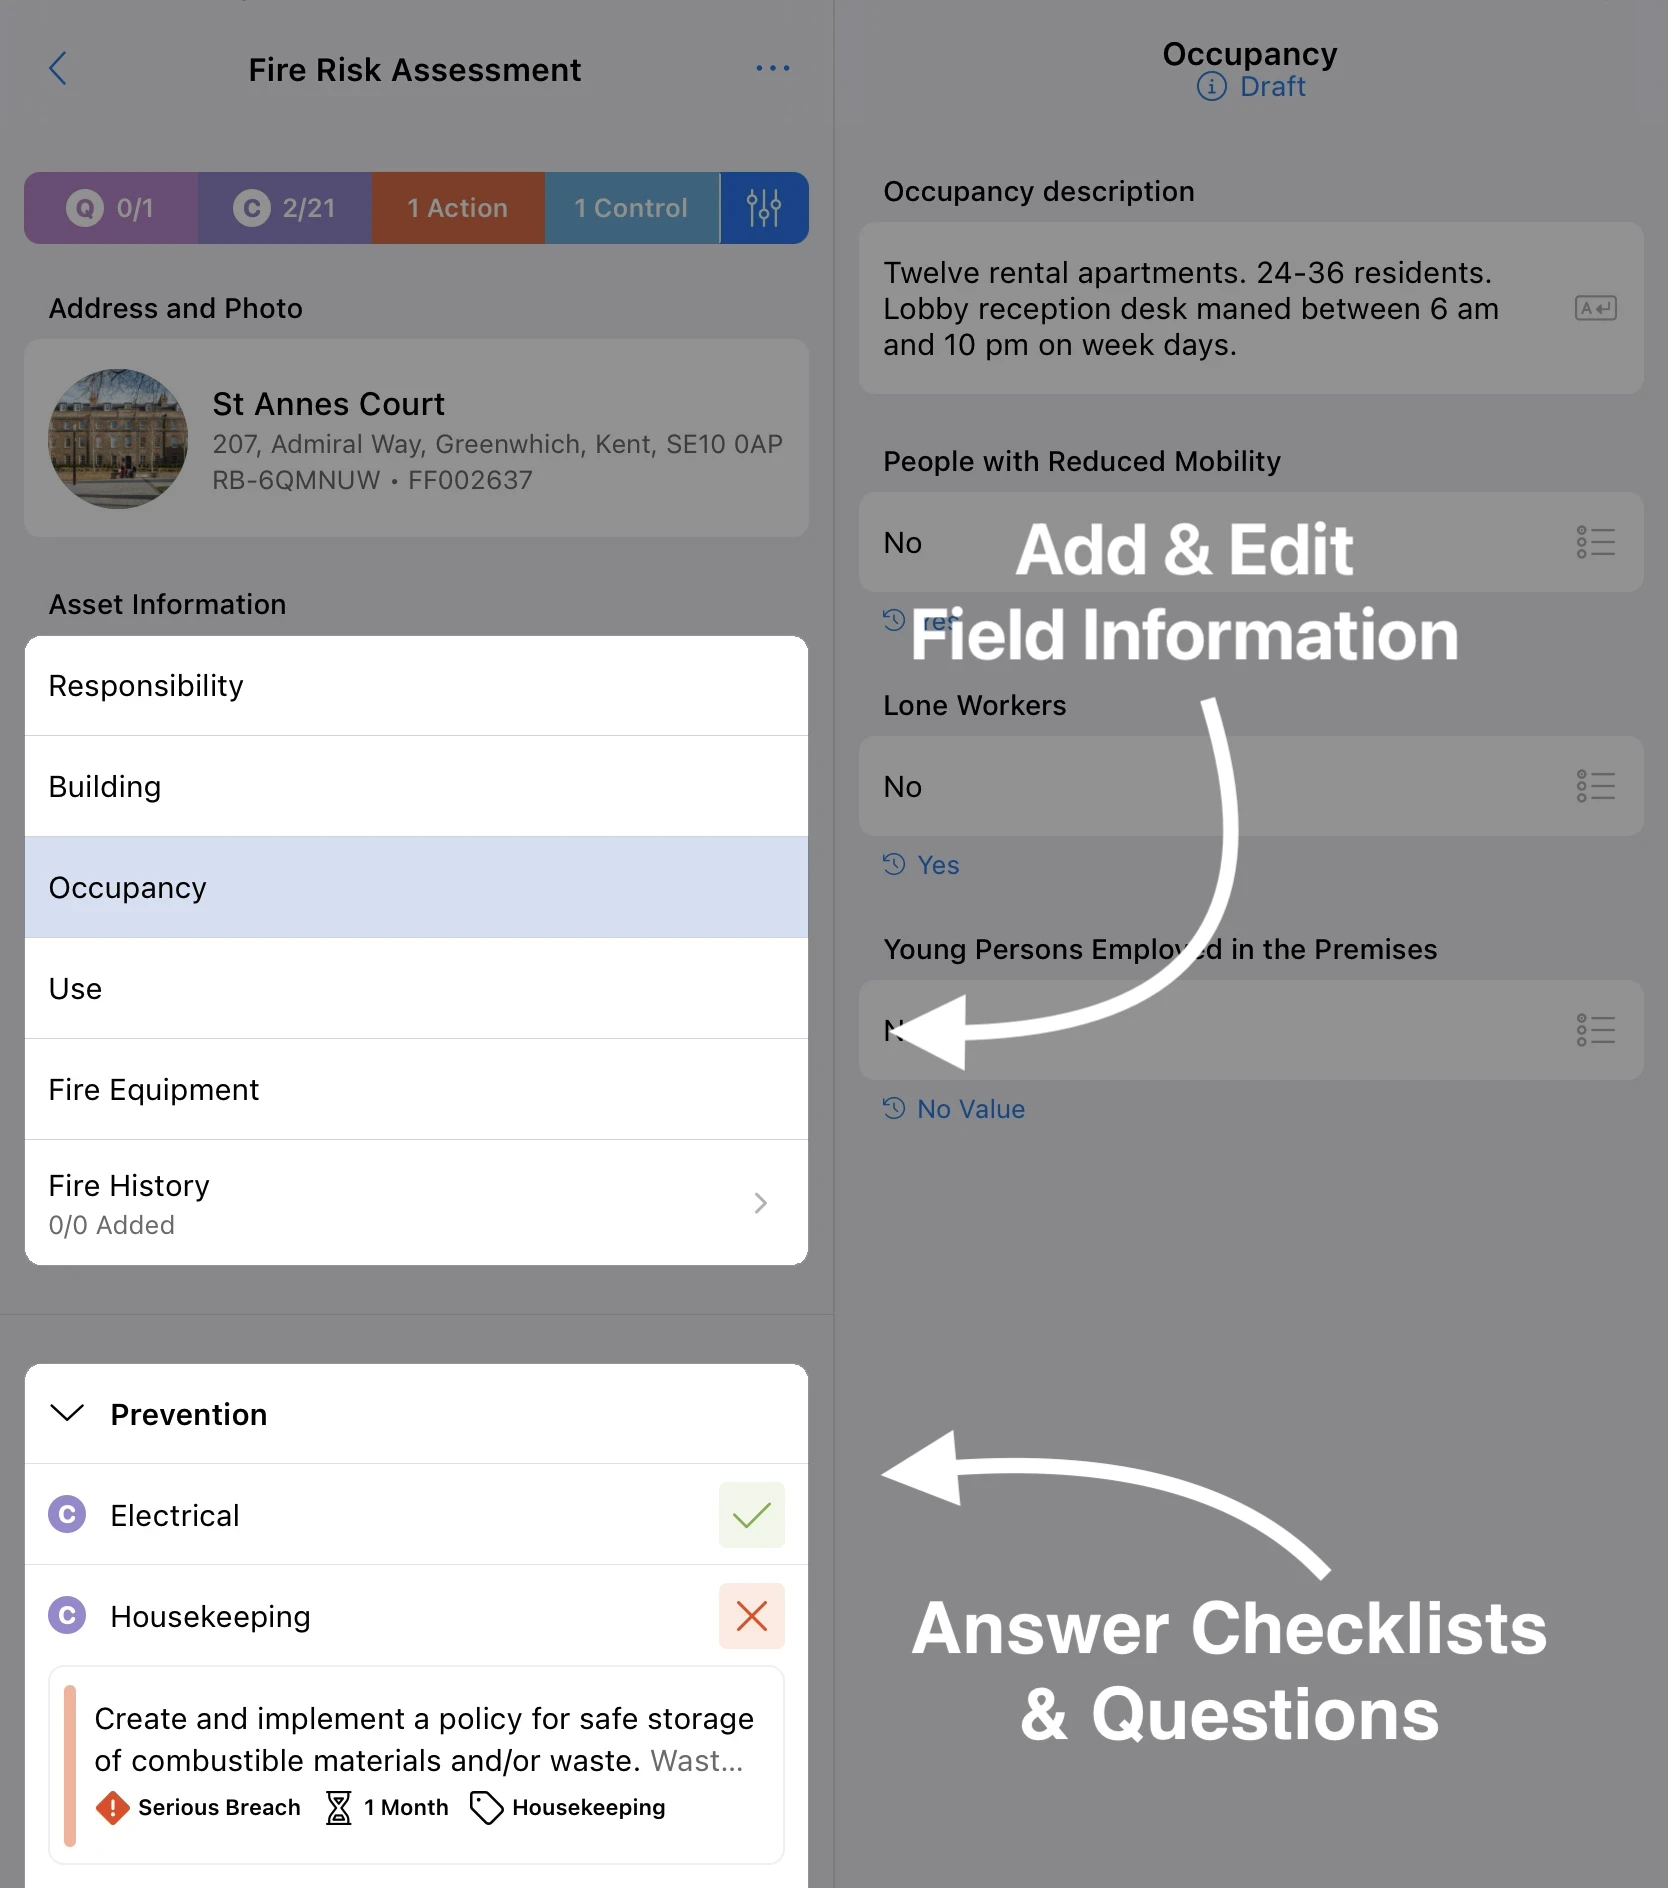 Fire Risk Assessment
Q 0/1
C 2/21
1 Action
1 Control
Address and Photo
St Annes Court
207, Admiral Way, Greenwhich, Kent, SE10 0AP
RB-6QMNUW • FF002637
Asset Information
Responsibility
Building
Occupancy
Use
Fire Equipment
Fire History
0/0 Added
Prevention
C Electrical
C Housekeeping
Create and implement a policy for safe storage
of combustible materials and/or waste. Wast...
Serious Breach 1 Month Housekeeping
Occupancy
Draft
Occupancy description
Twelve rental apartments. 24-36 residents.
Lobby reception desk maned between 6 am
and 10 pm on week days.
A
People with Reduced Mobility
No
Yes
Add & Edit
Field Information
Lone Workers
No
Yes
Young Persons Employed in the Premises
No Value
Answer Checklists
& Questions